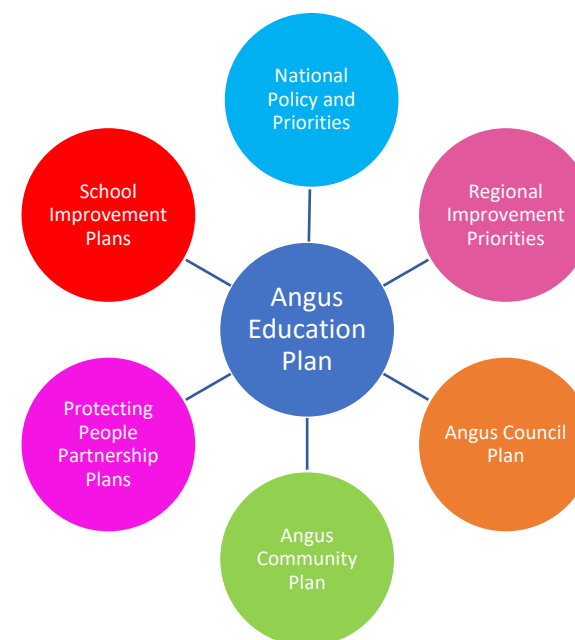 National
Policy and
Priorities
School
Improvement
Plans
Regional
Improvement
Priorities
Angus
Education
Plan
Protecting
People
Partnership
Plans
Angus Council
Plan
Angus
Community
Plan